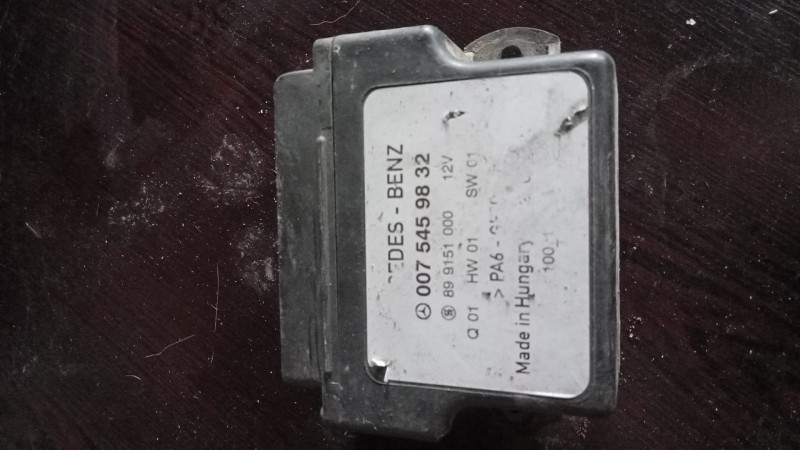 EDES - BENZ
007 545 98 32
89 9151 000 12V
Q 01 HW 01 SW 01
> PA6 -
Made in Hungary
100